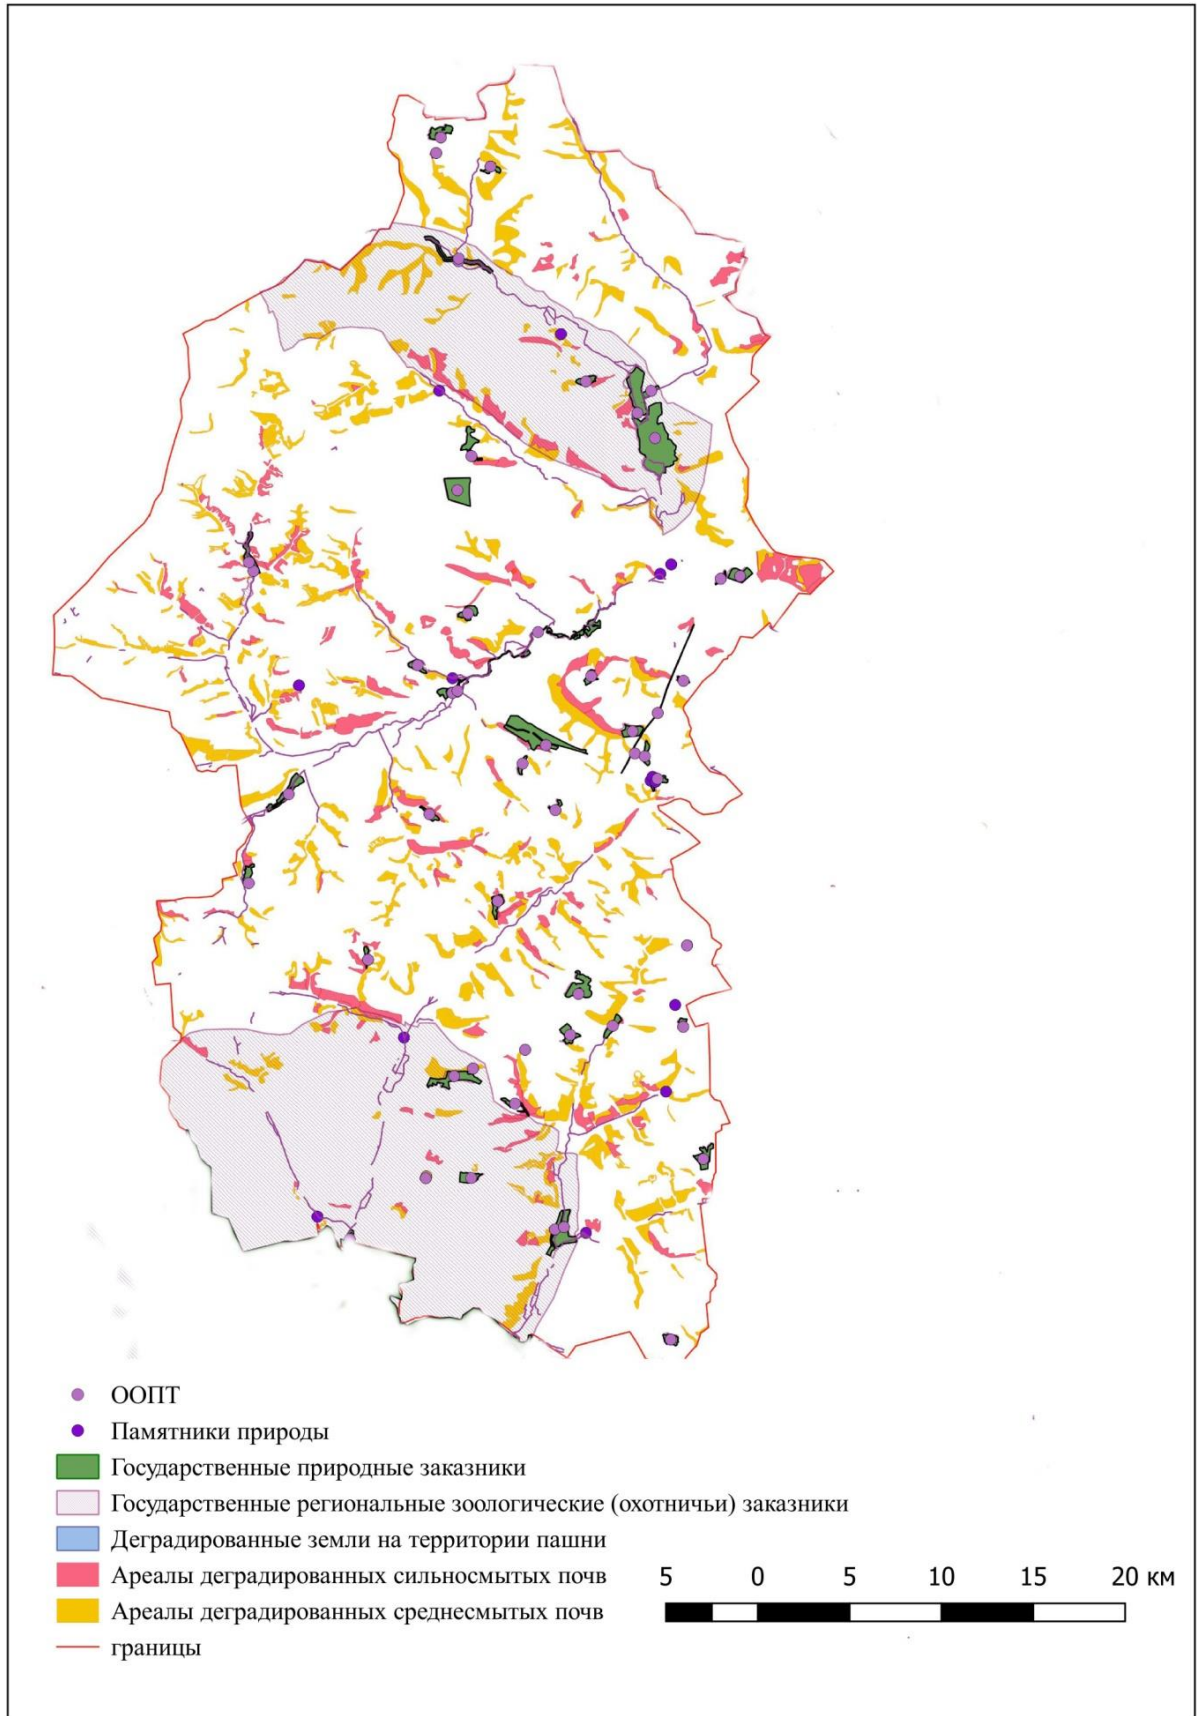 ООПТ
Памятники природы
Государственные природные заказники
Государственные региональные зоологические (охотничьи) заказники
Деградированные земли на территории пашни
Ареалы деградированных сильносмытых почв
Ареалы деградированных среднесмытых почв
границы
5 0 5 10 15 20 км